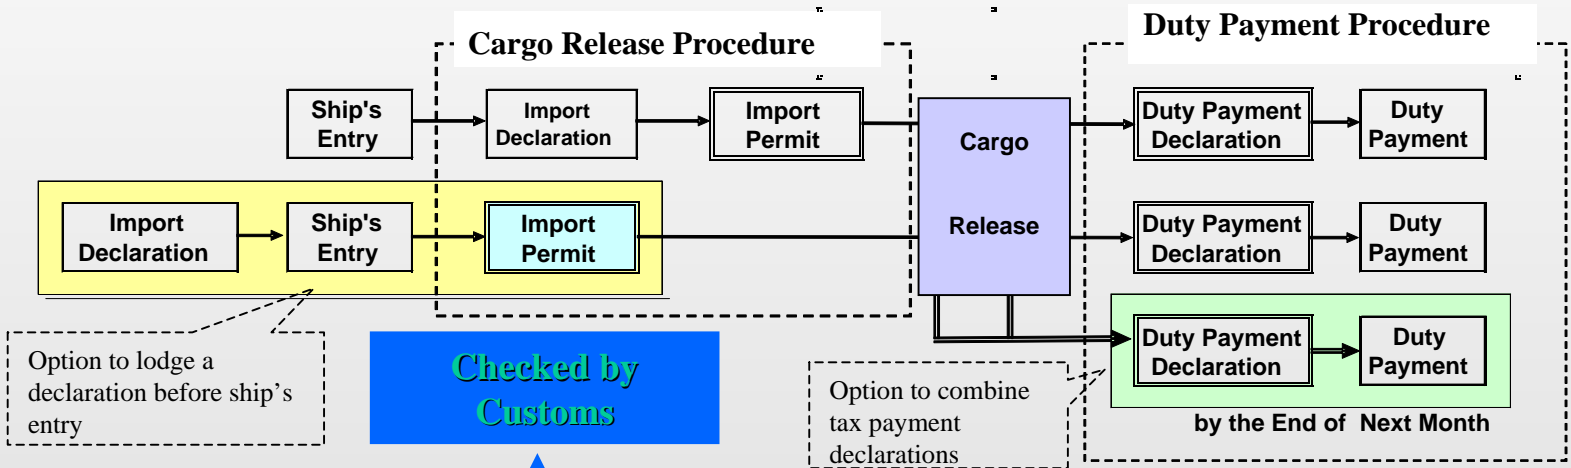 Cargo Release Procedure
Duty Payment Procedure
Ship's
Entry
Import
Declaration
Import
Permit
Cargo
Release
Duty Payment
Declaration
Duty
Payment
Import
Declaration
Ship's
Entry
Import
Permit
Duty Payment
Declaration
Duty
Payment
Duty Payment
Declaration
Duty
Payment
by the End of Next Month
Option to lodge a
declaration before ship’s
entry
Checked by
Customs
Option to combine
tax payment
declarations